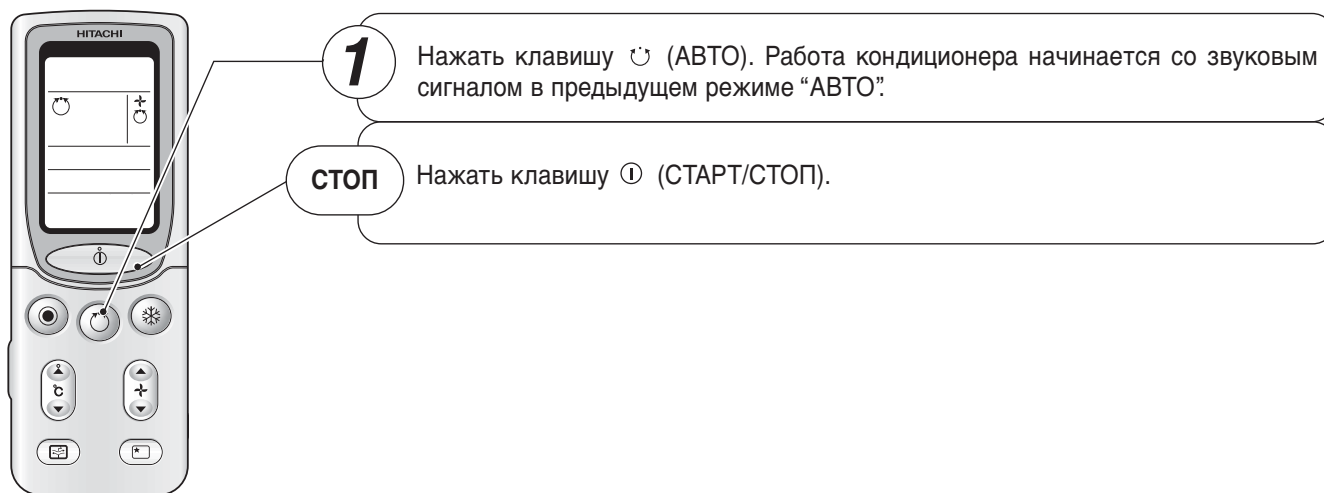 HITACHI
1
Нажать клавишу (АВТО). Работа кондиционера начинается со звуковым
сигналом в предыдущем режиме “АВТО”.
СТОП
Нажать клавишу (СТАРТ/СТОП).
°C